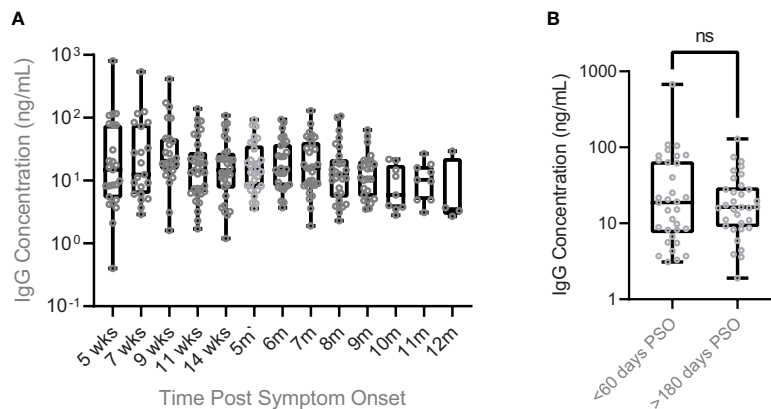 A
IgG Concentration (ng/mL)
10³
10²
10¹
10⁰
10⁻¹
5 wks
7 wks
9 wks
11 wks
14 wks
5m`
6m
7m
8m
9m
10m
11m
12m
Time Post Symptom Onset
B
ns
IgG Concentration (ng/mL)
1000
100
10
1
<60 days PSO
>180 days PSO